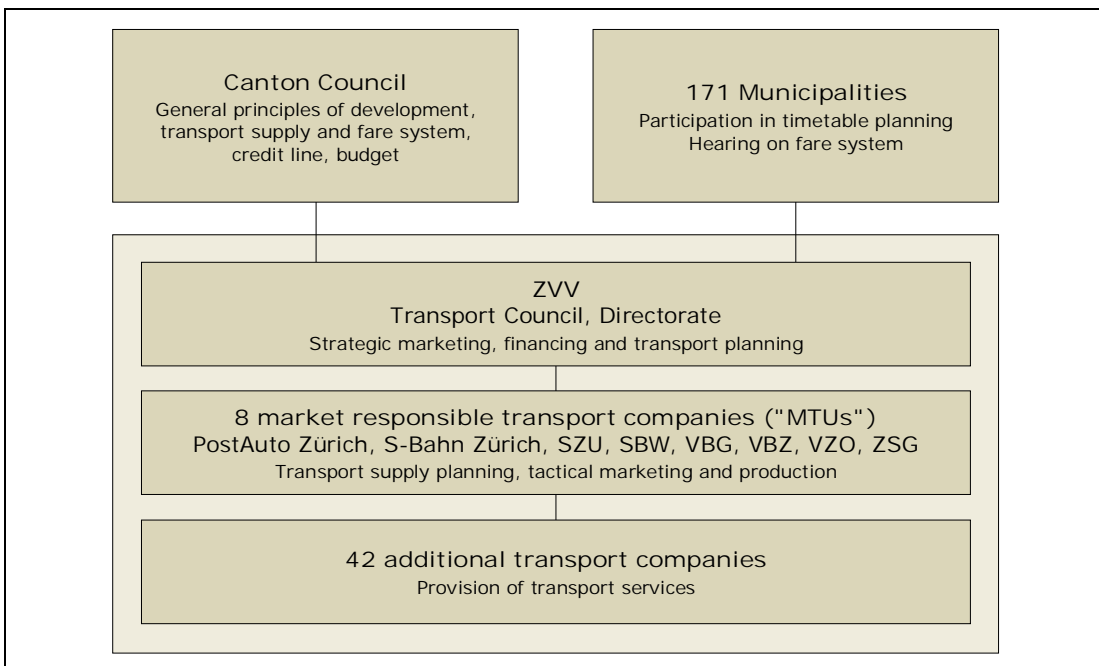 Canton Council
General principles of development,
transport supply and fare system,
credit line, budget
171 Municipalities
Participation in timetable planning
Hearing on fare system
ZVV
Transport Council, Directorate
Strategic marketing, financing and transport planning
8 market responsible transport companies ("MTUs")
PostAuto Zürich, S-Bahn Zürich, SZU, SBW, VBG, VBZ, VZO, ZSG
Transport supply planning, tactical marketing and production
42 additional transport companies
Provision of transport services